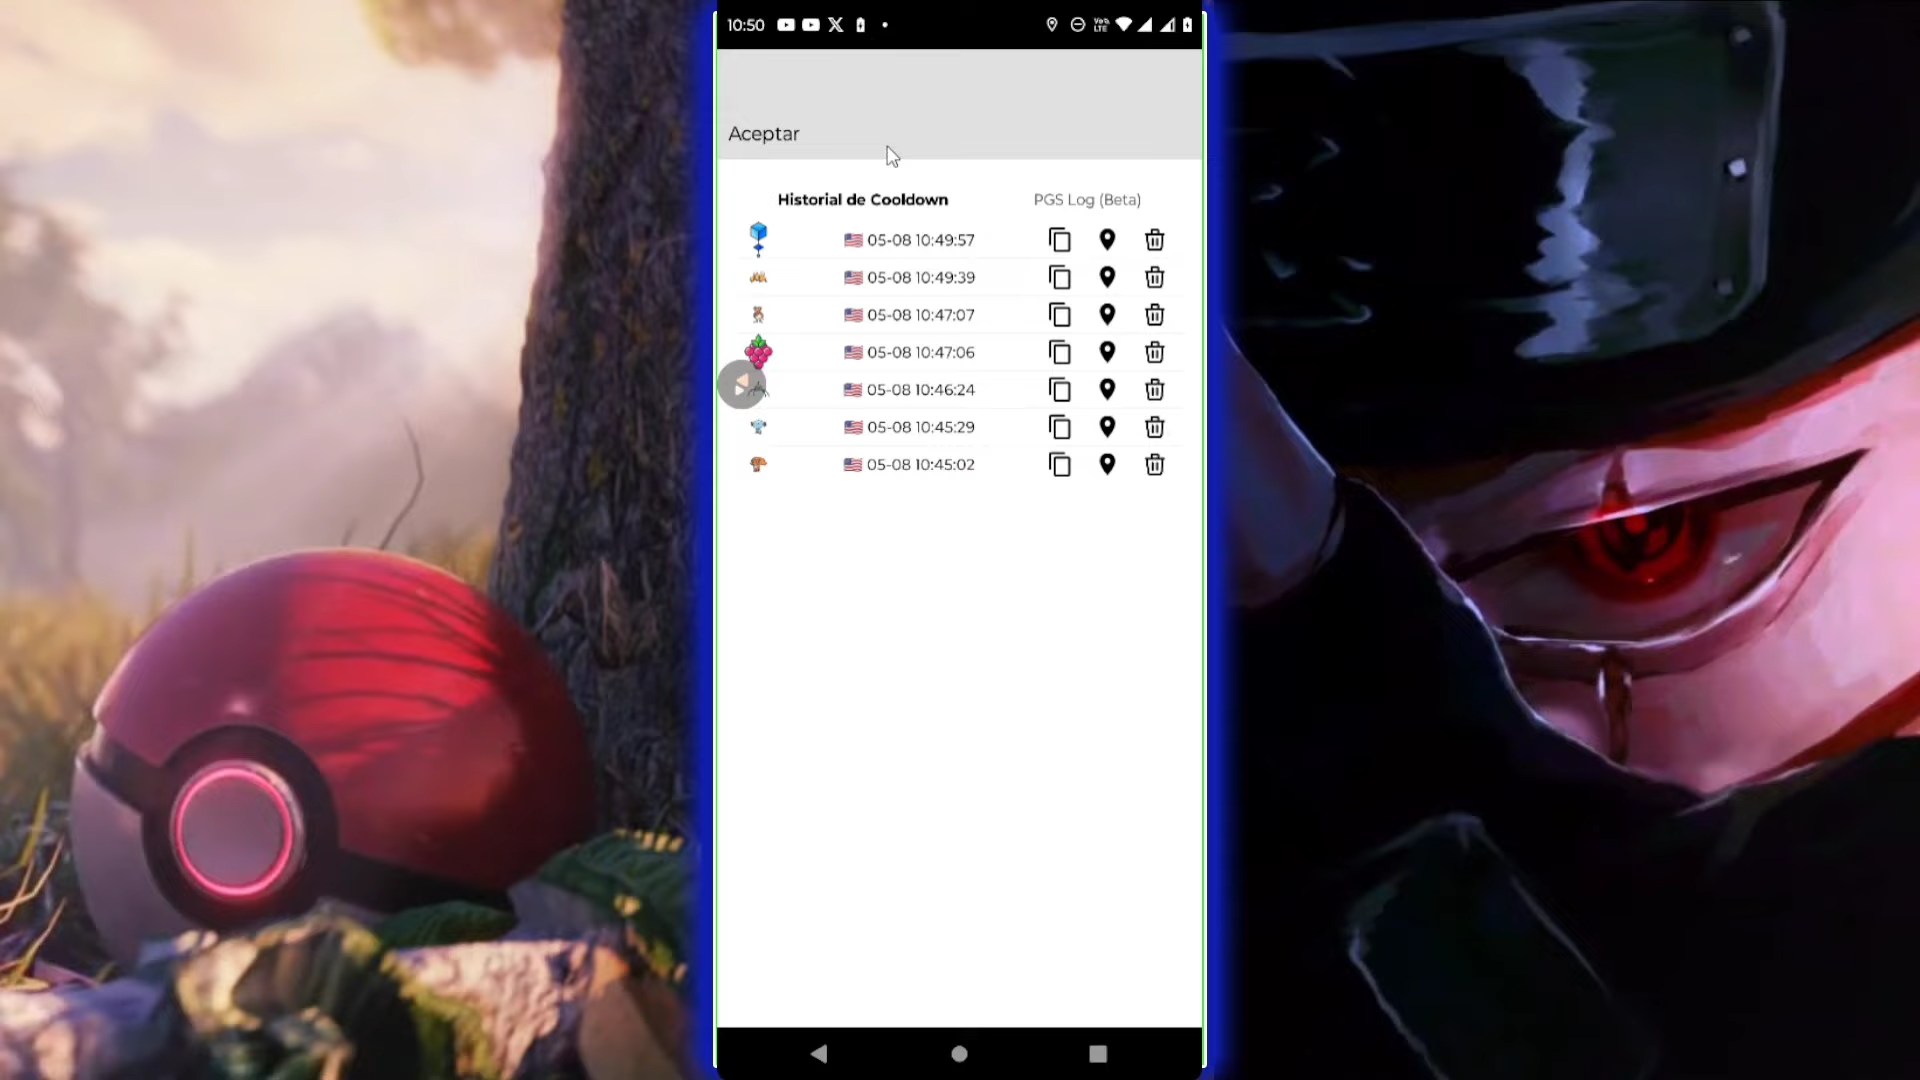 10:50
VoLTE
Aceptar
Historial de Cooldown PGS Log (Beta)
05-08 10:49:57
05-08 10:49:39
05-08 10:47:07
05-08 10:47:06
05-08 10:46:24
05-08 10:45:29
05-08 10:45:02